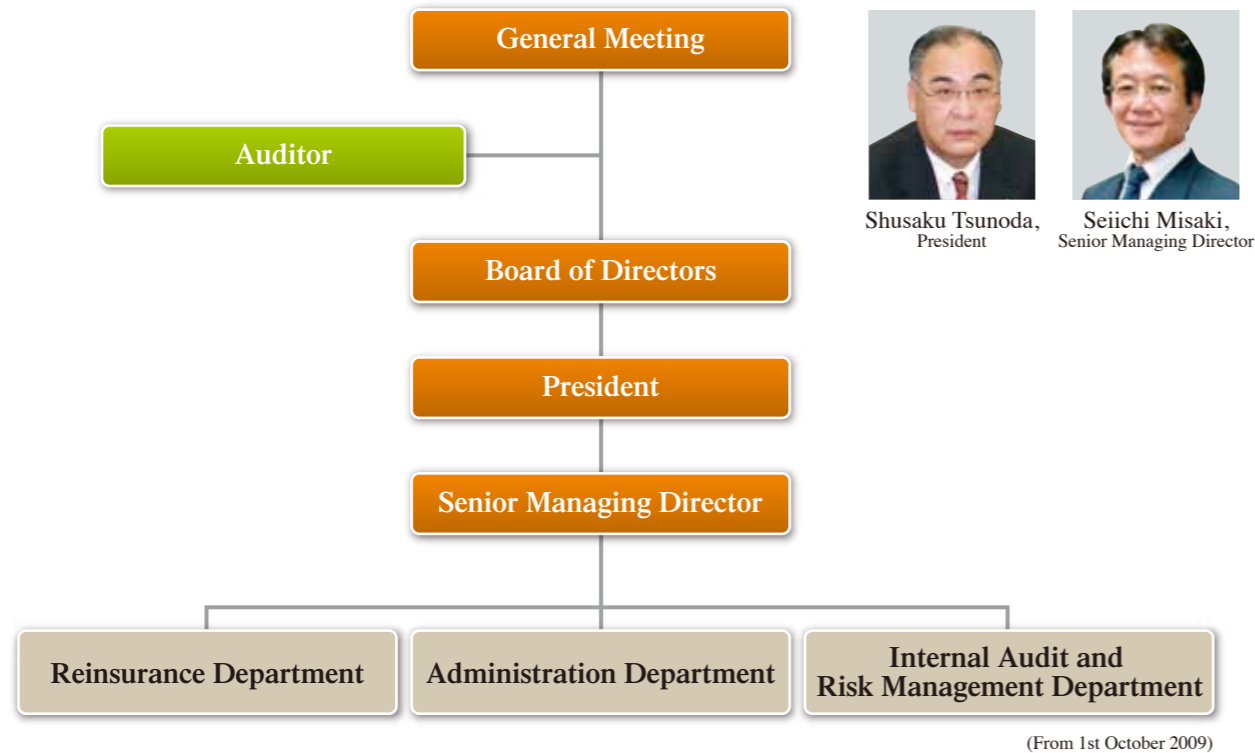 General Meeting
Auditor
Shusaku Tsunoda,
President
Seiichi Misaki,
Senior Managing Director
Board of Directors
President
Senior Managing Director
Reinsurance Department
Administration Department
Internal Audit and
Risk Management Department
(From 1st October 2009)